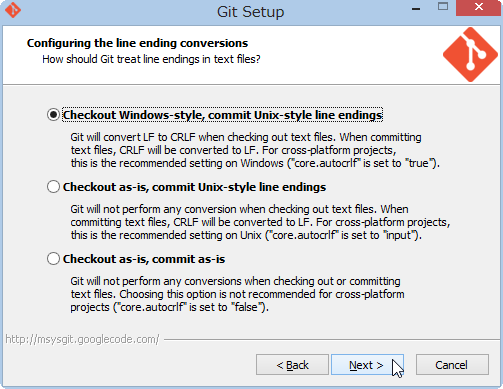 Git Setup
Configuring the line ending conversions
How should Git treat line endings in text files?
Checkout Windows-style, commit Unix-style line endings
Git will convert LF to CRLF when checking out text files. When committing
text files, CRLF will be converted to LF. For cross-platform projects,
this is the recommended setting on Windows ("core.autocrlf" is set to "true").
Checkout as-is, commit Unix-style line endings
Git will not perform any conversion when checking out text files. When
committing text files, CRLF will be converted to LF. For cross-platform projects,
this is the recommended setting on Unix ("core.autocrlf" is set to "input").
Checkout as-is, commit as-is
Git will not perform any conversions when checking out or committing
text files. Choosing this option is not recommended for cross-platform
projects ("core.autocrlf" is set to "false").
http://msysgit.googlecode.com/
< Back
Next >
Cancel